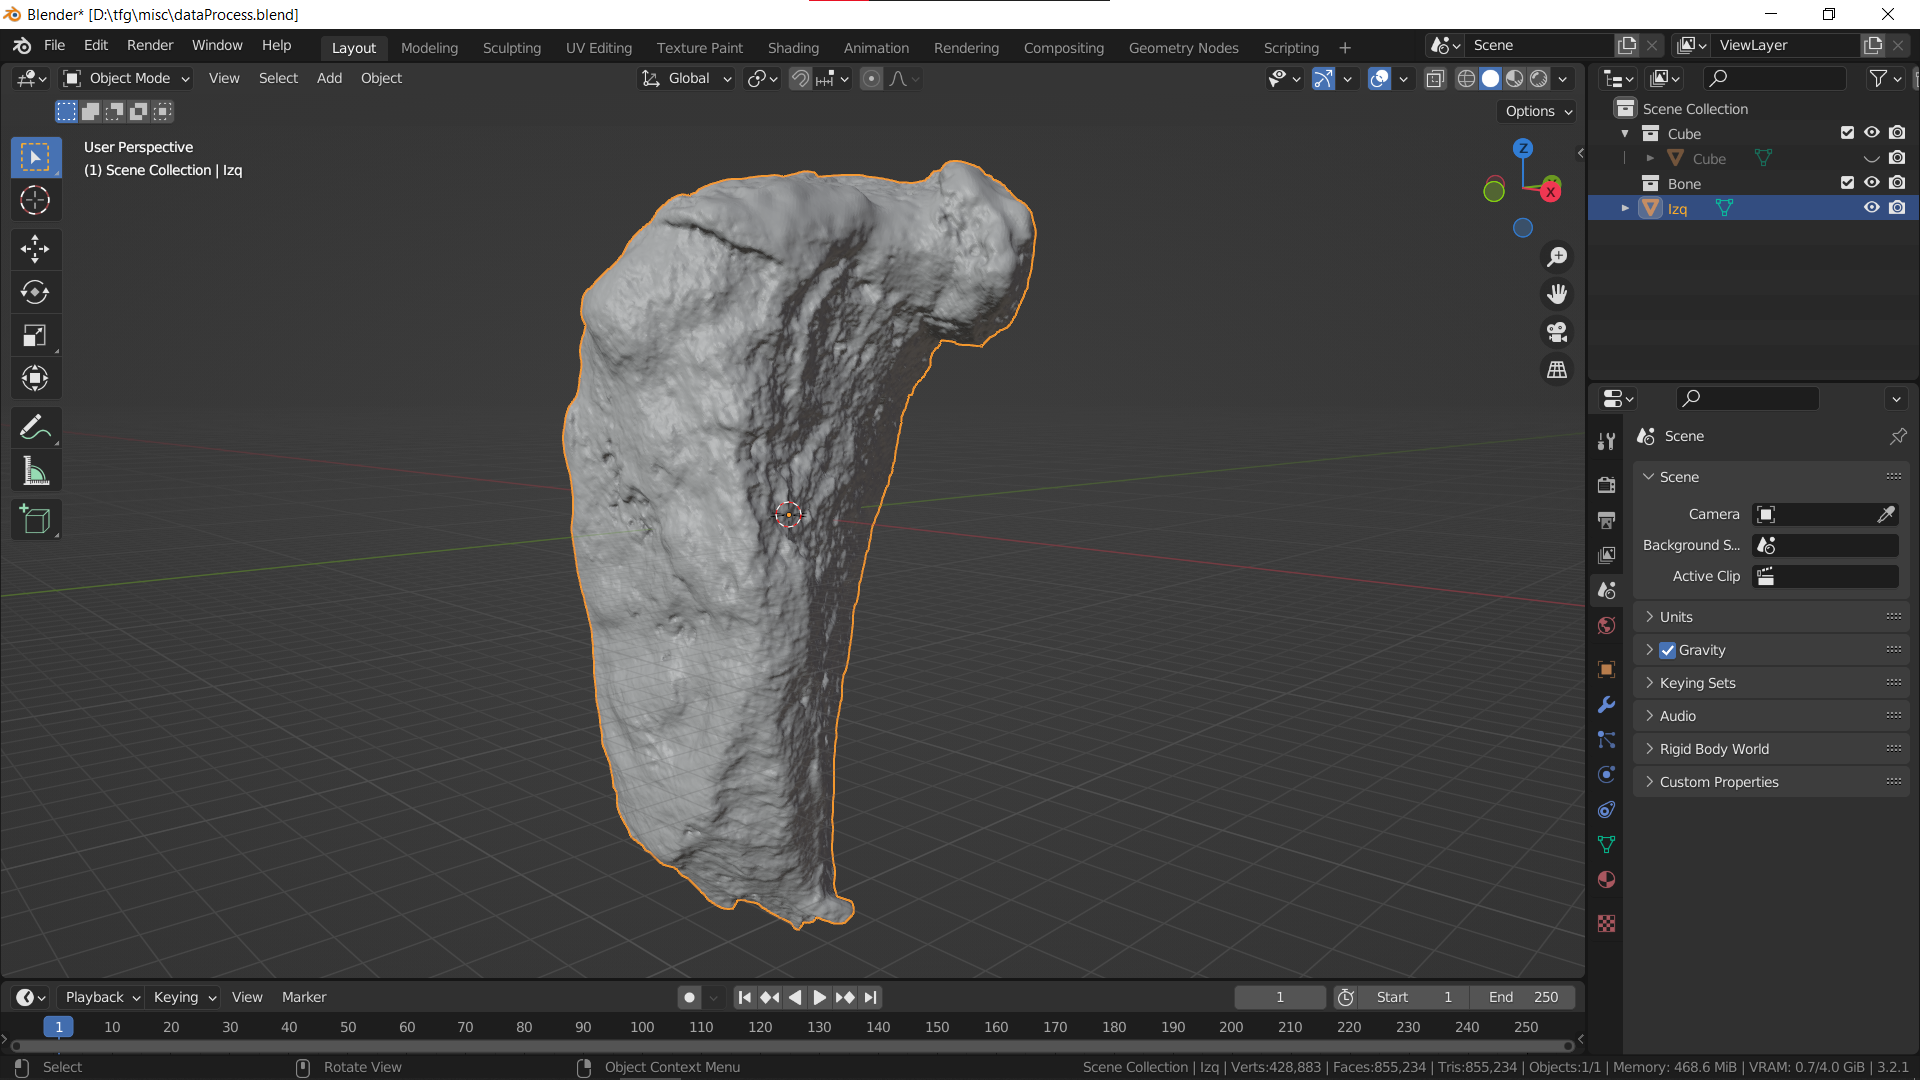 Blender* [D:\tfg\misc\dataProcess.blend]
File Edit Render Window Help Layout Modeling Sculpting UV Editing Texture Paint Shading Animation Rendering Compositing Geometry Nodes Scripting + Scene ViewLayer
Object Mode View Select Add Object Global
Options
User Perspective
(1) Scene Collection | Izq
Z
X
Scene Collection
Cube
Cube
Bone
Izq
Scene
Scene
Camera
Background S...
Active Clip
Units
Gravity
Keying Sets
Audio
Rigid Body World
Custom Properties
Playback Keying View Marker 1 Start 1 End 250
1 10 20 30 40 50 60 70 80 90 100 110 120 130 140 150 160 170 180 190 200 210 220 230 240 250
Select Rotate View Object Context Menu Scene Collection | Izq | Verts:428,883 | Faces:855,234 | Tris:855,234 | Objects:1/1 | Memory: 468.6 MiB | VRAM: 0.7/4.0 GiB | 3.2.1